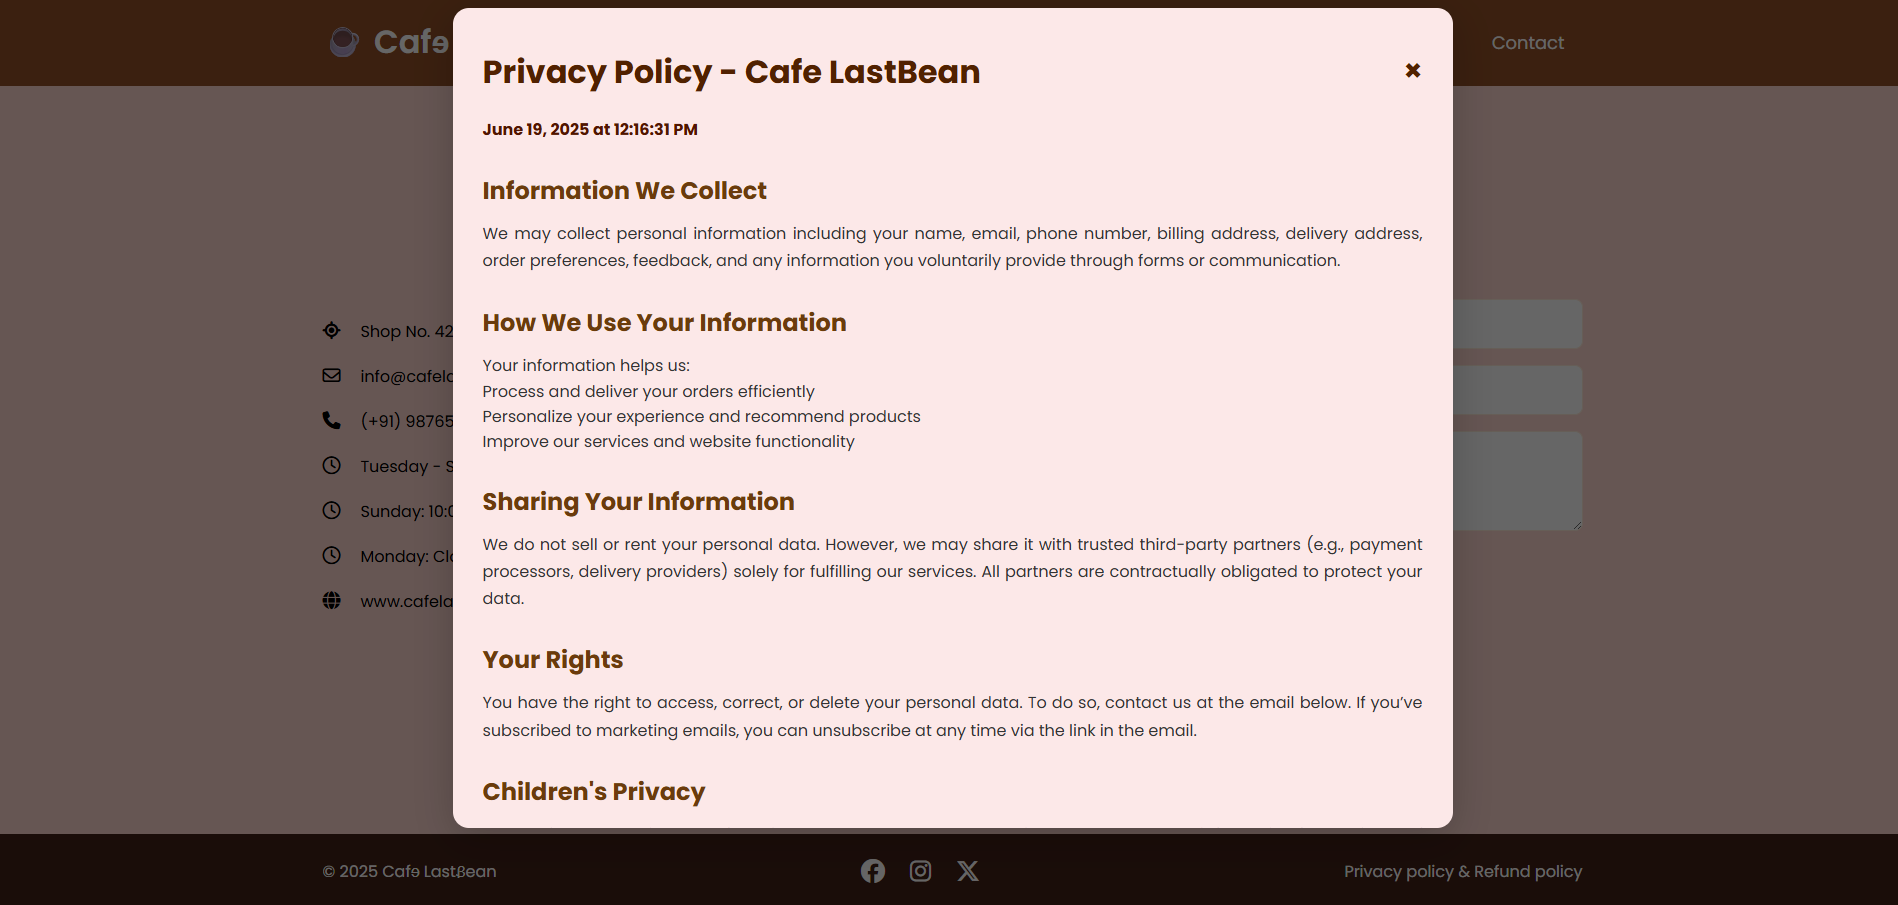 Cafɘ
Contact
Privacy Policy - Cafe LastBean
✖
June 19, 2025 at 12:16:31 PM
Information We Collect
We may collect personal information including your name, email, phone number, billing address, delivery address,
order preferences, feedback, and any information you voluntarily provide through forms or communication.
How We Use Your Information
Your information helps us:
Process and deliver your orders efficiently
Personalize your experience and recommend products
Improve our services and website functionality
Sharing Your Information
We do not sell or rent your personal data. However, we may share it with trusted third-party partners (e.g., payment
processors, delivery providers) solely for fulfilling our services. All partners are contractually obligated to protect your
data.
Your Rights
You have the right to access, correct, or delete your personal data. To do so, contact us at the email below. If you’ve
subscribed to marketing emails, you can unsubscribe at any time via the link in the email.
Children's Privacy
Shop No. 42
info@cafela
(+91) 98765
Tuesday - S
Sunday: 10:0
Monday: Clo
www.cafela
© 2025 Cafɘ LastᏰean
Privacy policy & Refund policy